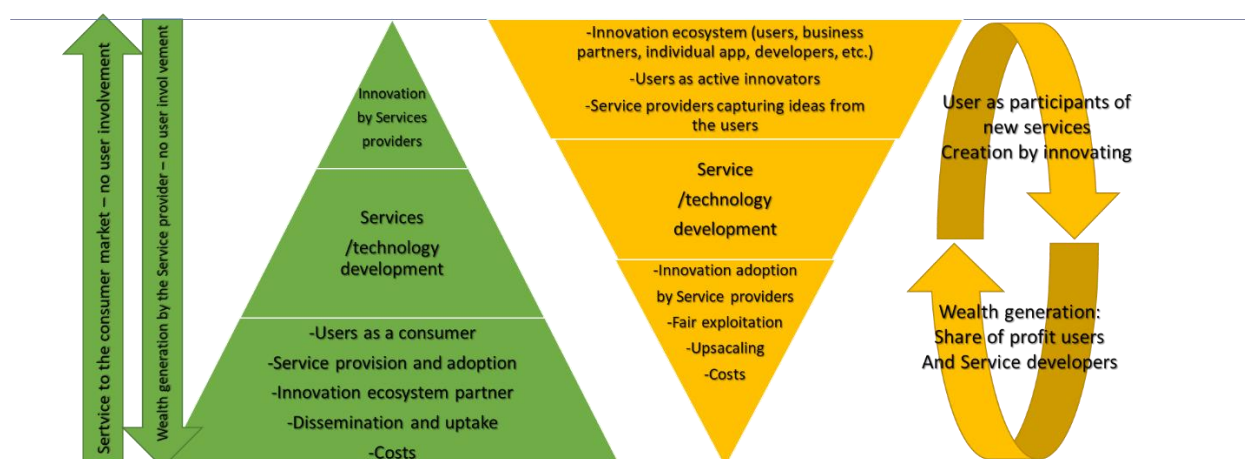 Sertvice to the consumer market – no user involvement
Wealth generation by the Service provider – no user invol vement
Innovation
by Services
providers
Services
/technology
development
-Users as a consumer
-Service provision and adoption
-Innovation ecosystem partner
-Dissemination and uptake
-Costs
-Innovation ecosystem (users, business
partners, individual app, developers, etc.)
-Users as active innovators
-Service providers capturing ideas from
the users
Service
/technology
development
-Innovation adoption
by Service providers
-Fair exploitation
-Upsacaling
-Costs
User as participants of
new services
Creation by innovating
Wealth generation:
Share of profit users
And Service developers